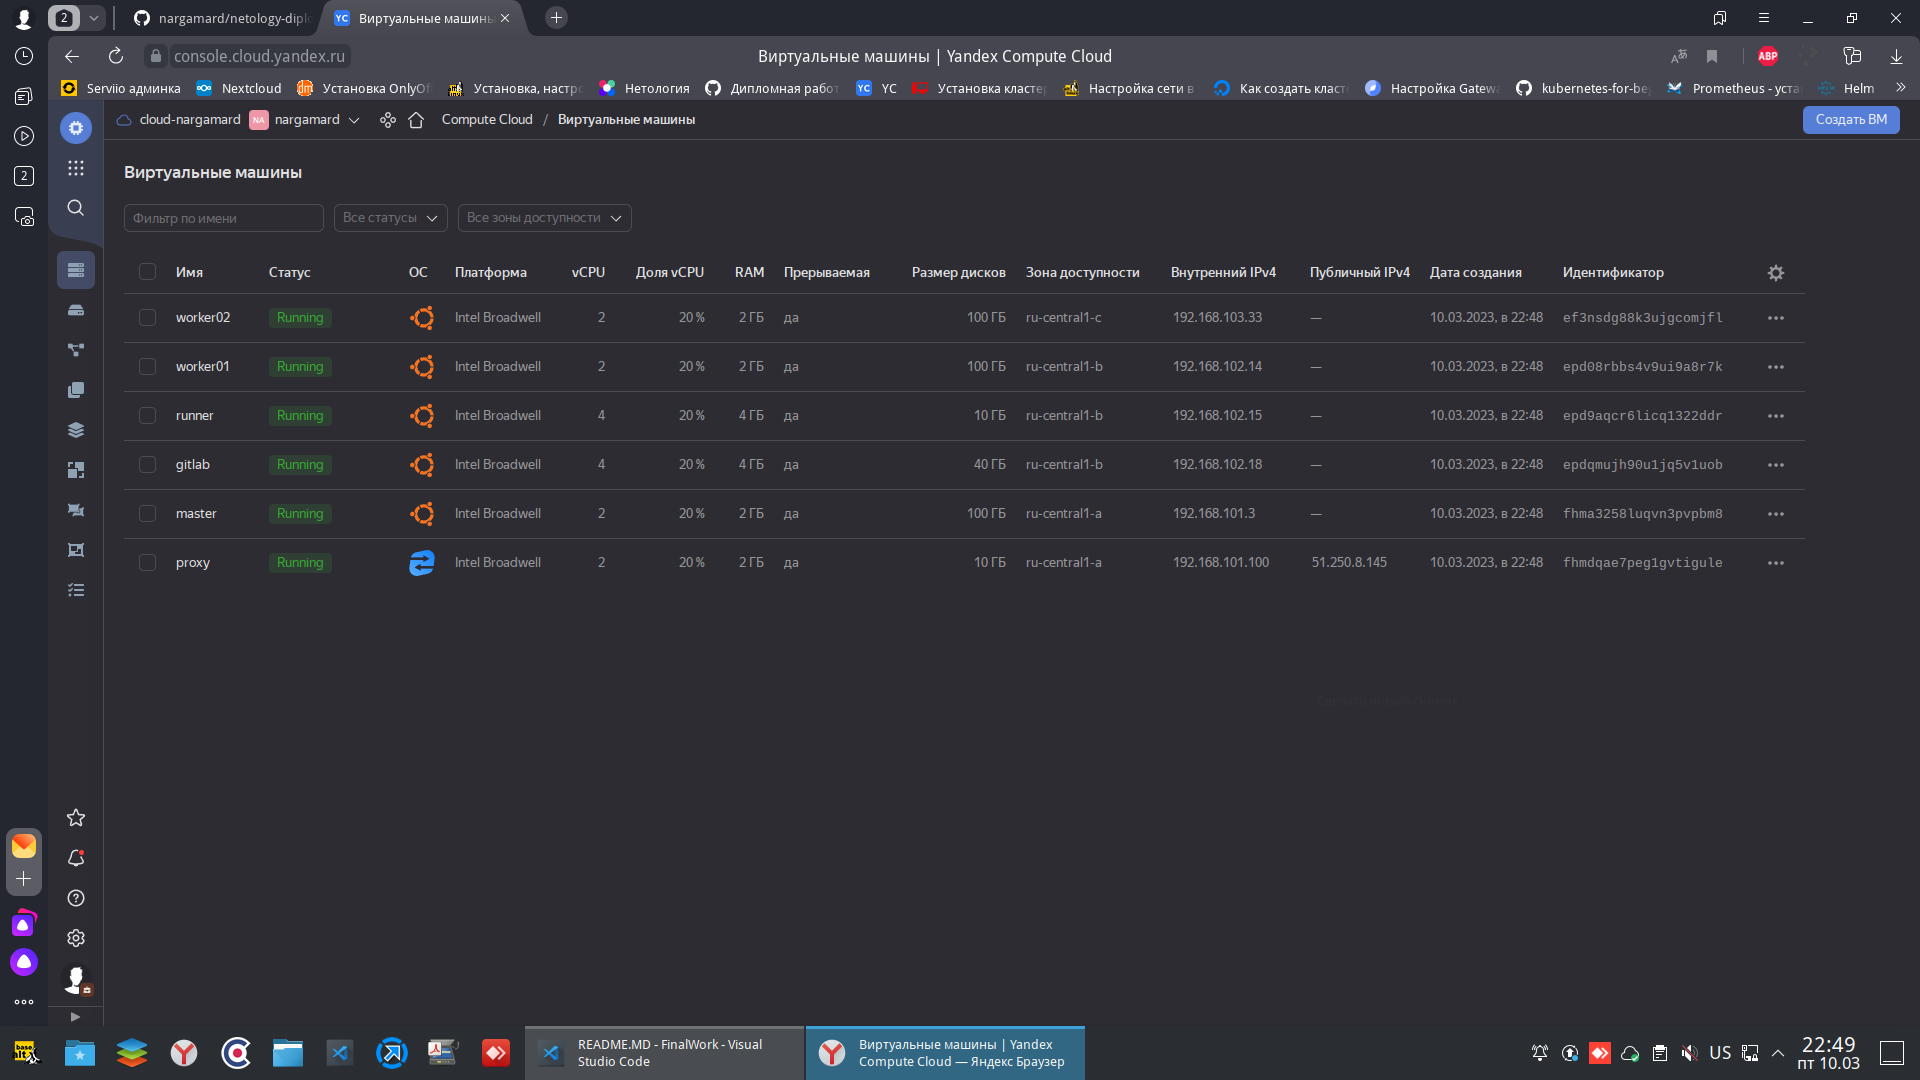 2 nargamard/netology-dipl Виртуальные машины
console.cloud.yandex.ru Виртуальные машины | Yandex Compute Cloud ABP
Serviio админка Nextcloud Установка OnlyOf Установка, настро Нетология Дипломная работ YC Установка кластер Настройка сети в Как создать класт Настройка Gatewa kubernetes-for-be Prometheus - уста Helm »
cloud-nargamard NA nargamard Compute Cloud / Виртуальные машины Создать ВМ
2
Виртуальные машины
Фильтр по имени Все статусы Все зоны доступности
Имя Статус ОС Платформа vCPU Доля vCPU RAM Прерываемая Размер дисков Зона доступности Внутренний IPv4 Публичный IPv4 Дата создания Идентификатор
worker02 Running Intel Broadwell 2 20 % 2 ГБ да 100 ГБ ru-central1-c 192.168.103.33 — 10.03.2023, в 22:48 ef3nsdg88k3ujgcomjfl
worker01 Running Intel Broadwell 2 20 % 2 ГБ да 100 ГБ ru-central1-b 192.168.102.14 — 10.03.2023, в 22:48 epd08rbbs4v9ui9a8r7k
runner Running Intel Broadwell 4 20 % 4 ГБ да 10 ГБ ru-central1-b 192.168.102.15 — 10.03.2023, в 22:48 epd9aqcr6licq1322ddr
gitlab Running Intel Broadwell 4 20 % 4 ГБ да 40 ГБ ru-central1-b 192.168.102.18 — 10.03.2023, в 22:48 epdqmujh90u1jq5v1uob
master Running Intel Broadwell 2 20 % 2 ГБ да 100 ГБ ru-central1-a 192.168.101.3 — 10.03.2023, в 22:48 fhma3258luqvn3pvpbm8
proxy Running Intel Broadwell 2 20 % 2 ГБ да 10 ГБ ru-central1-a 192.168.101.100 51.250.8.145 10.03.2023, в 22:48 fhmdqae7peg1gvtigule
README.MD - FinalWork - Visual
Studio Code
Виртуальные машины | Yandex
Compute Cloud — Яндекс Браузер
US
22:49
пт 10.03